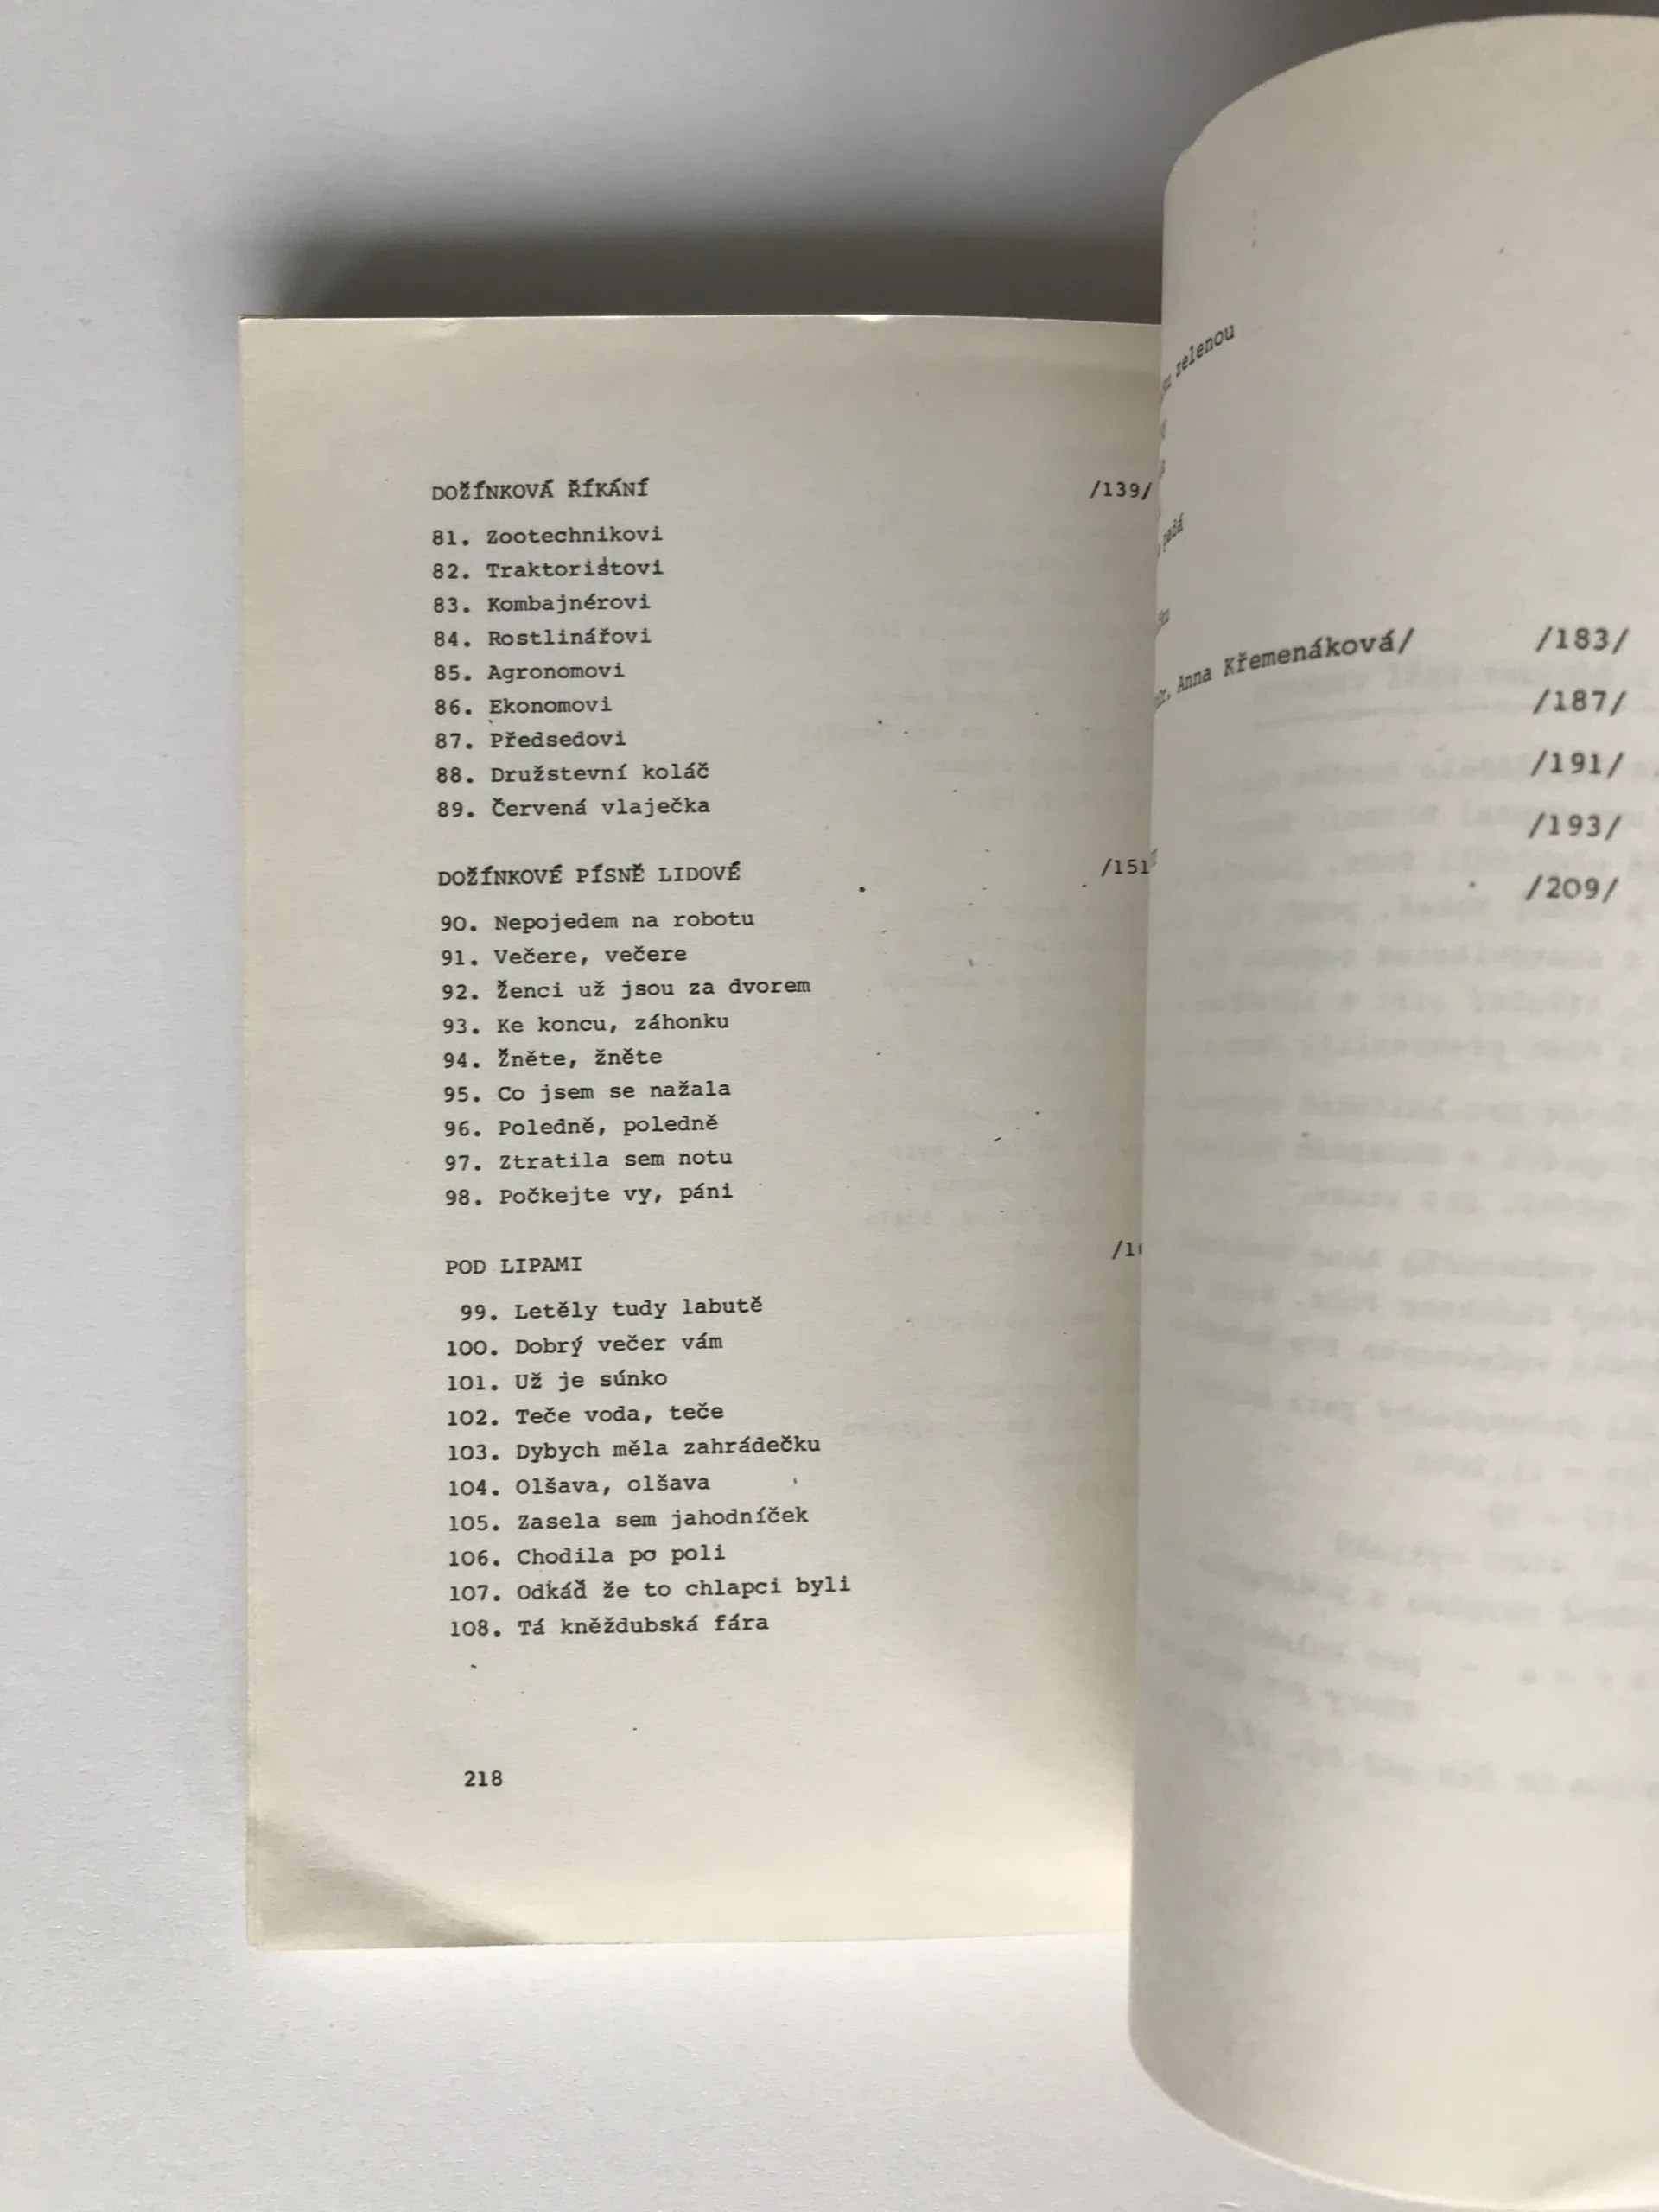 DOŽÍNKOVÁ ŘÍKÁNÍ /139/
81. Zootechnikovi
82. Traktoristovi
83. Kombajnérovi
84. Rostlinářovi
85. Agronomovi
86. Ekonomovi
87. Předsedovi
88. Družstevní koláč
89. Červená vlaječka
DOŽÍNKOVÉ PÍSNĚ LIDOVÉ /151
90. Nepojedem na robotu
91. Večere, večere
92. Ženci už jsou za dvorem
93. Ke koncu, záhonku
94. Žněte, žněte
95. Co jsem se nažala
96. Poledně, poledně
97. Ztratila sem notu
98. Počkejte vy, páni
POD LIPAMI
99. Letěly tudy labutě
100. Dobrý večer vám
101. Už je súnko
102. Teče voda, teče
103. Dybych měla zahrádečku
104. Olšava, olšava
105. Zasela sem jahodníček
106. Chodila po poli
107. Odkáď že to chlapci byli
108. Tá kněždubská fára
218
zelenou
padá
Anna Křemenáková/ /183/
/187/
/191/
/193/
/209/